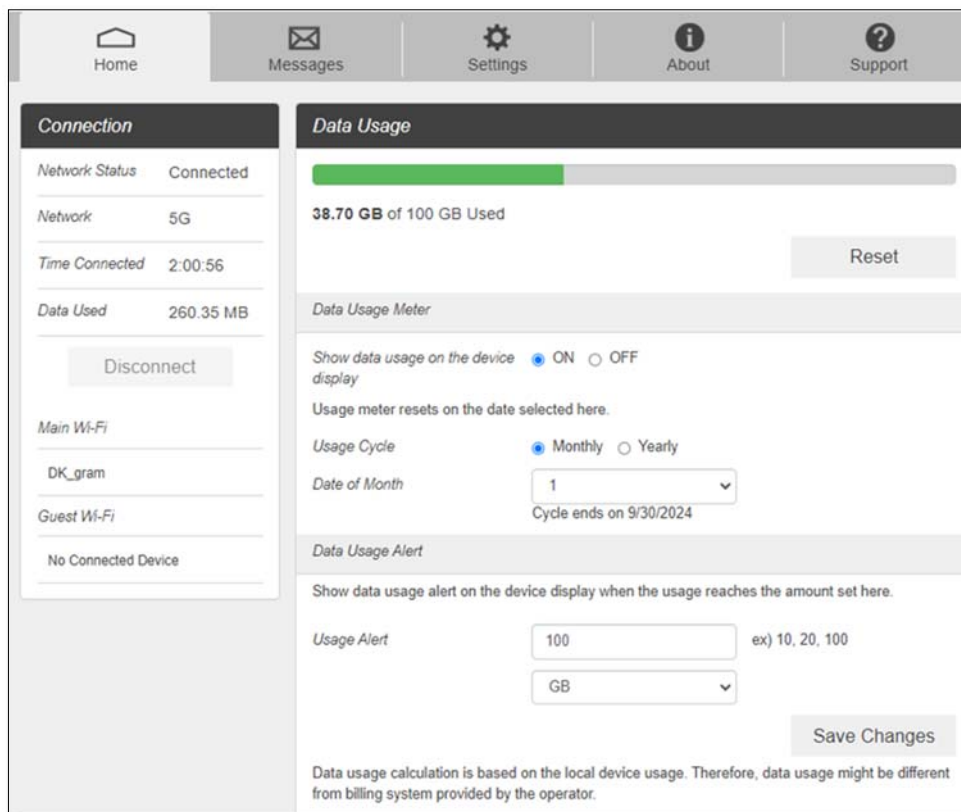 Home
Messages
Settings
About
Support
Connection
Network Status Connected
Network 5G
Time Connected 2:00:56
Data Used 260.35 MB
Disconnect
Main Wi-Fi
DK_gram
Guest Wi-Fi
No Connected Device
Data Usage
38.70 GB of 100 GB Used
Reset
Data Usage Meter
Show data usage on the device
display
ON OFF
Usage meter resets on the date selected here.
Usage Cycle Monthly Yearly
Date of Month 1
Cycle ends on 9/30/2024
Data Usage Alert
Show data usage alert on the device display when the usage reaches the amount set here.
Usage Alert 100 ex) 10, 20, 100
GB
Save Changes
Data usage calculation is based on the local device usage. Therefore, data usage might be different
from billing system provided by the operator.